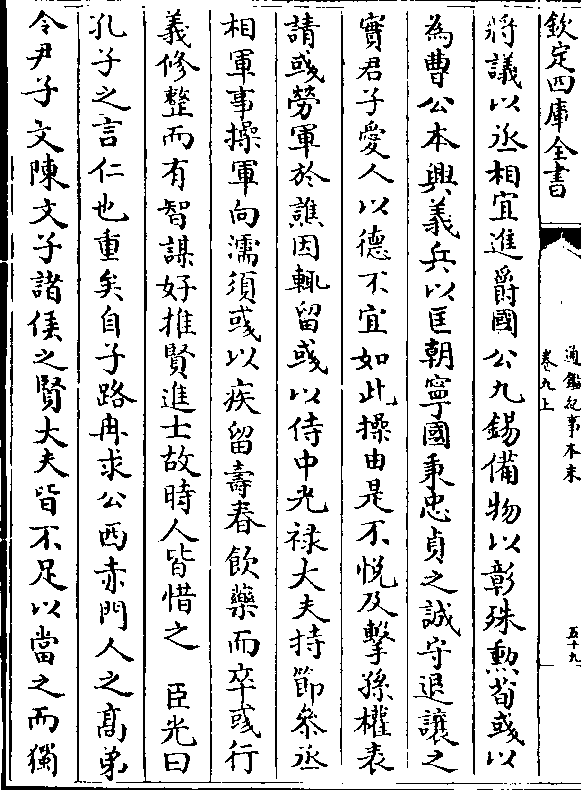 欽定四庫全書
通鑑紀事本末
卷九上
五十九
將議以丞相宜進爵國公九錫備物以彰殊勲荀彧以
為曹公本興義兵以匡朝寧國秉忠貞之誠守退讓之
實君子愛人以德不宜如此操由是不悅及擊孫權表
請彧勞軍於譙因輒留彧以侍中光禄大夫持節參丞
相軍事操軍向濡須彧以疾留壽春飲藥而卒彧行
義修整而有智謀好推賢進士故時人皆惜之　臣光曰
孔子之言仁也重矣自子路冉求公西赤門人之高弟
令尹子文陳文子諸侯之賢大夫皆不足以當之而獨